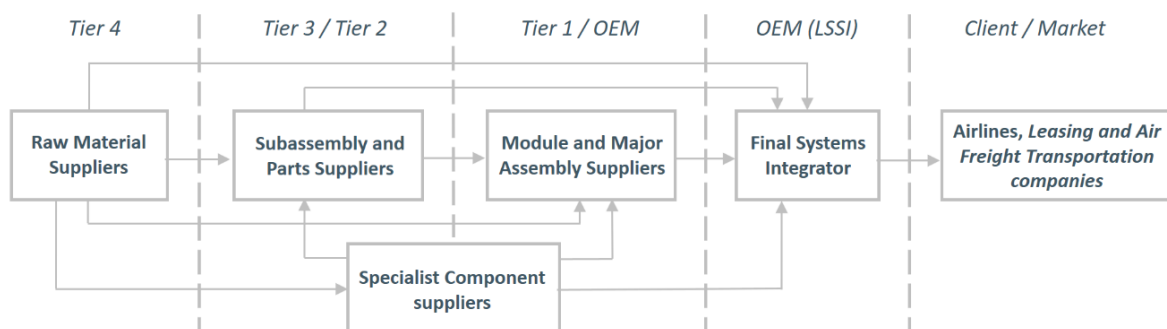 Tier 4
Tier 3 / Tier 2
Tier 1 / OEM
OEM (LSSI)
Client / Market
Raw Material
Suppliers
Subassembly and
Parts Suppliers
Module and Major
Assembly Suppliers
Final Systems
Integrator
Airlines, Leasing and Air
Freight Transportation
companies
Specialist Component
suppliers